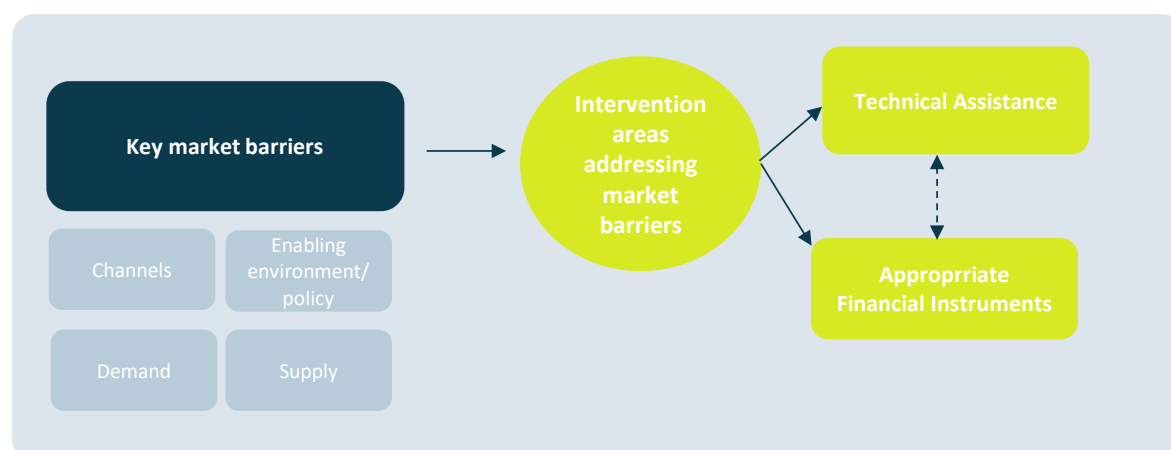 Key market barriers
Channels
Enabling
environment/
policy
Demand
Supply
Intervention
areas
addressing
market
barriers
Technical Assistance
Approprriate
Financial Instruments